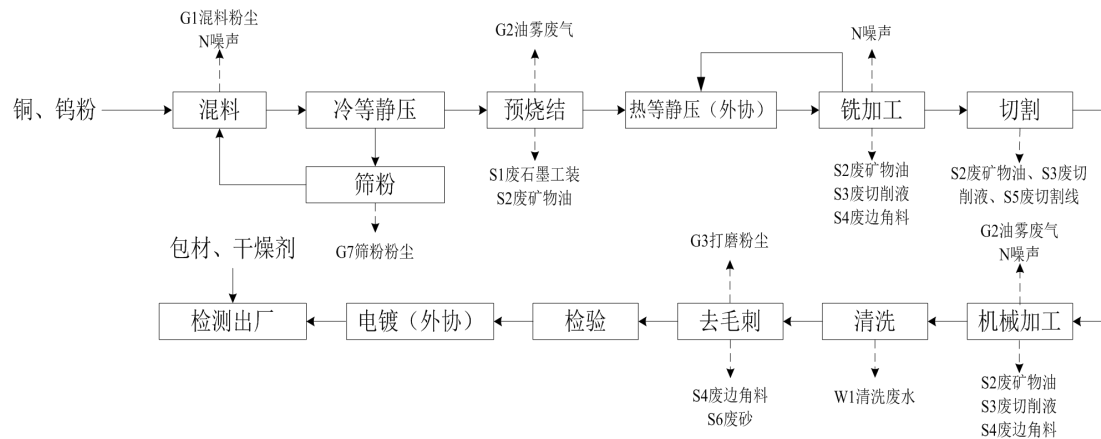 G1混料粉尘
N噪声
G2油雾废气
N噪声
铜、钨粉
混料
冷等静压
预烧结
热等静压（外协）
铣加工
切割
筛粉
S1废石墨工装
S2废矿物油
S2废矿物油
S3废切削液
S4废边角料
S2废矿物油、S3废切
削液、S5废切割线
G7筛粉粉尘
包材、干燥剂
G3打磨粉尘
G2油雾废气
N噪声
检测出厂
电镀（外协）
检验
去毛刺
清洗
机械加工
S4废边角料
S6废砂
W1清洗废水
S2废矿物油
S3废切削液
S4废边角料